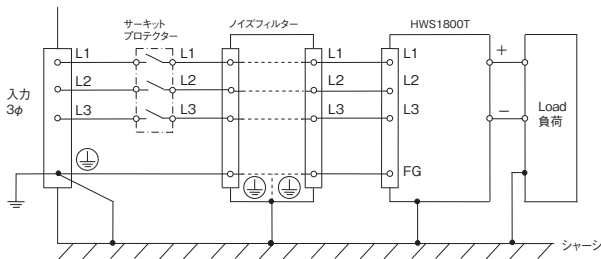 サーキット
プロテクター
ノイズフィルター
HWS1800T
入力
3φ
L1
L2
L3
L1
L2
L3
L1
L2
L3
L1
L2
L3
FG
+
−
Load
負荷
シャーシ